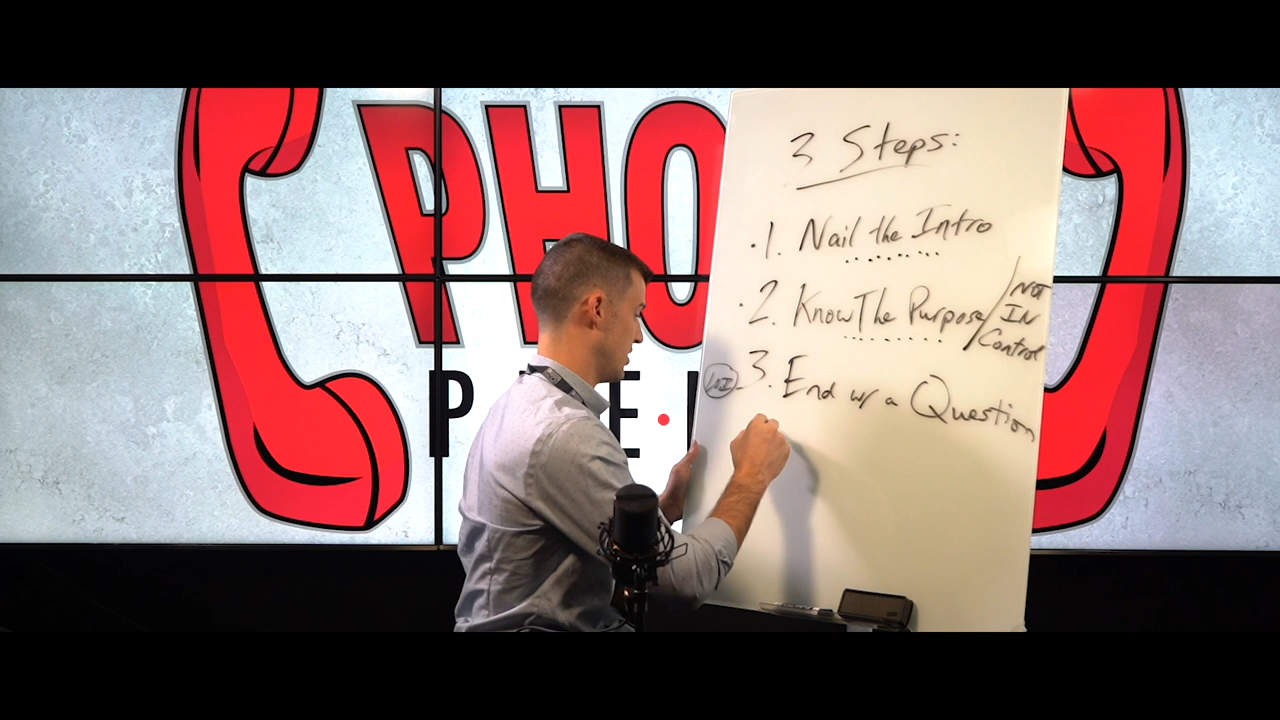 PHO
P E
3 Steps:
1. Nail the Intro
2. Know The Purpose / NOT IN Control
3. End w/ a Question